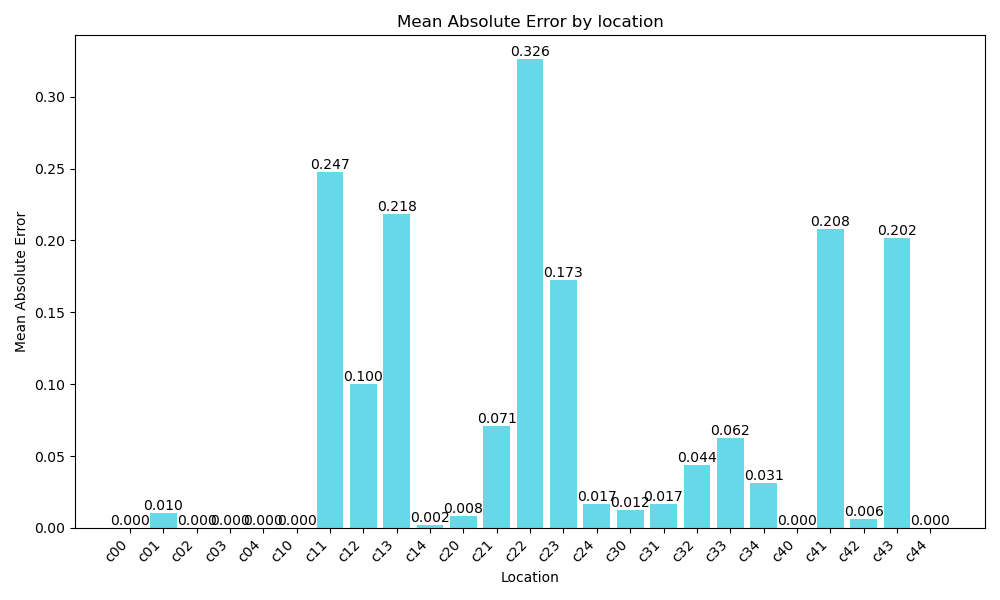 Mean Absolute Error by location
Mean Absolute Error
0.30
0.25
0.20
0.15
0.10
0.05
0.00
0.000
0.010
0.000
0.000
0.000
0.000
0.247
0.100
0.218
0.002
0.008
0.071
0.326
0.173
0.017
0.012
0.017
0.044
0.062
0.031
0.000
0.208
0.006
0.202
0.000
c00
c01
c02
c03
c04
c10
c11
c12
c13
c14
c20
c21
c22
c23
c24
c30
c31
c32
c33
c34
c40
c41
c42
c43
c44
Location